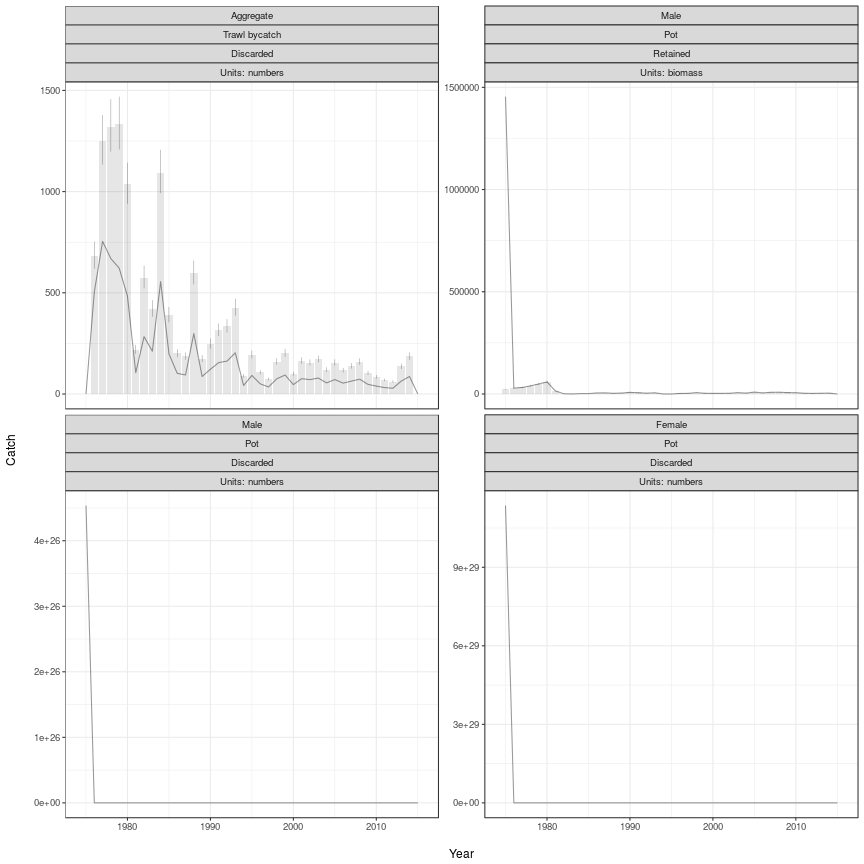 Aggregate
Trawl bycatch
Discarded
Units: numbers
1500
1000
500
0
Male
Pot
Retained
Units: biomass
1500000
1000000
500000
0
Catch
Male
Pot
Discarded
Units: numbers
4e+26
3e+26
2e+26
1e+26
0e+00
1980
1990
2000
2010
Female
Pot
Discarded
Units: numbers
9e+29
6e+29
3e+29
0e+00
1980
1990
2000
2010
Year